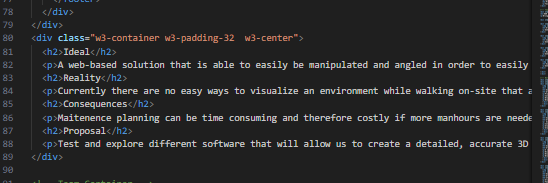 78 </div>
79 </div>
80 <div class="w3-container w3-padding-32  w3-center">
81 <h2>Ideal</h2>
82 <p>A web-based solution that is able to easily be manipulated and angled in order to easily
83 <h2>Reality</h2>
84 <p>Currently there are no easy ways to visualize an environment while walking on-site that a
85 <h2>Consequences</h2>
86 <p>Maitenence planning can be time consuming and therefore costly if more manhours are neede
87 <h2>Proposal</h2>
88 <p>Test and explore different software that will allow us to create a detailed, accurate 3D
89 </div>
90